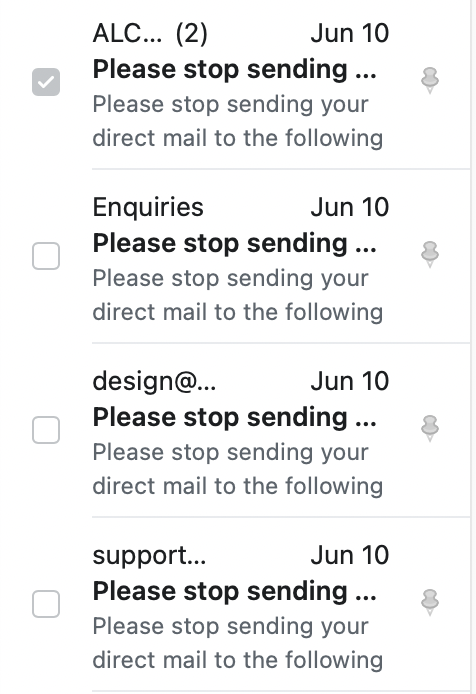 ALC... (2) Jun 10
Please stop sending ...
Please stop sending your
direct mail to the following
Enquiries Jun 10
Please stop sending ...
Please stop sending your
direct mail to the following
design@... Jun 10
Please stop sending ...
Please stop sending your
direct mail to the following
support... Jun 10
Please stop sending ...
Please stop sending your
direct mail to the following